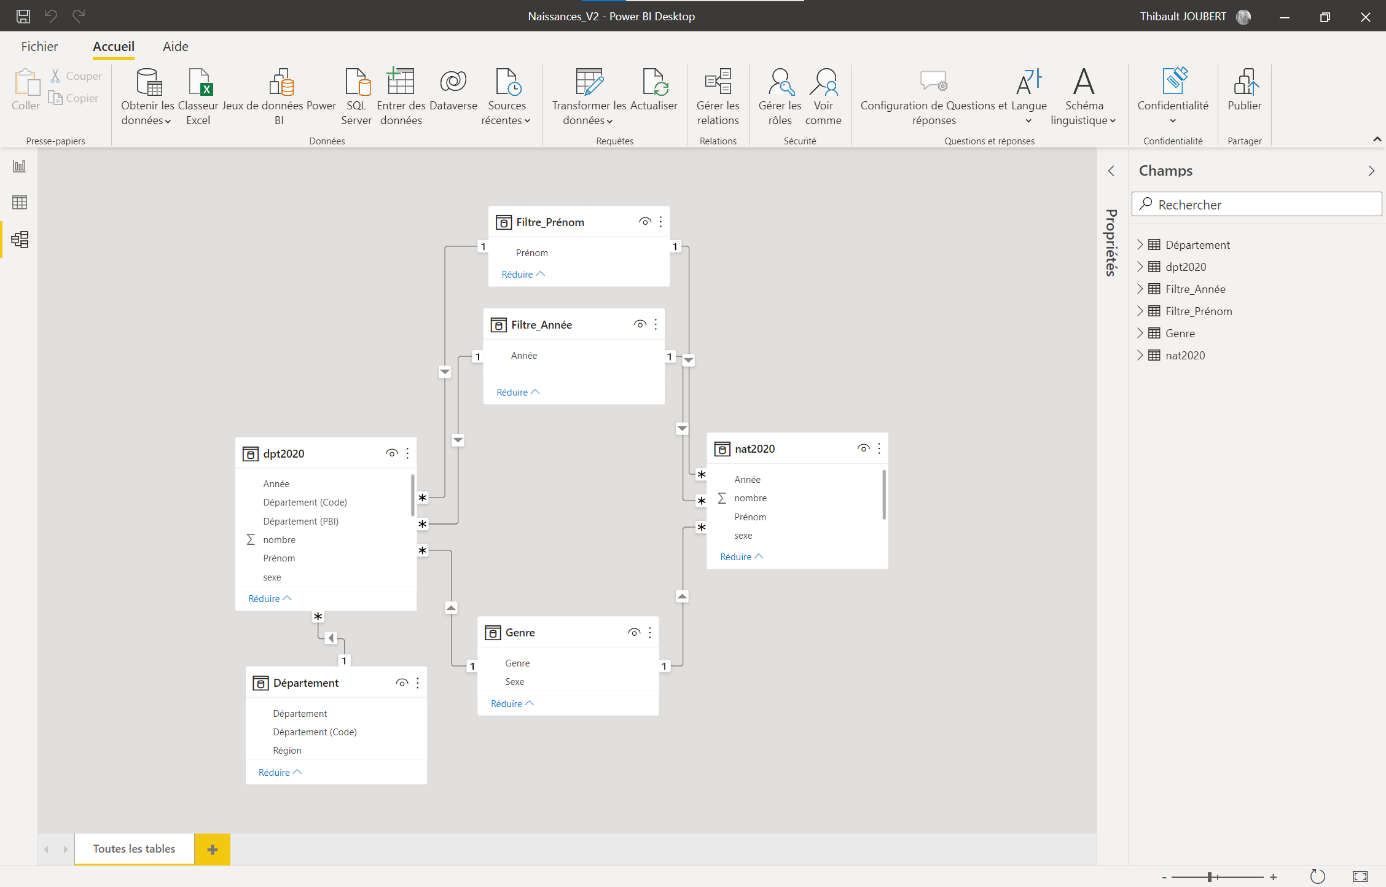 Naissances_V2 - Power BI Desktop
Thibault JOUBERT
Fichier
Accueil
Aide
Coller
Couper
Copier
Presse-papiers
Obtenir les
données
Classeur
Excel
Jeux de données Power
BI
SQL
Server
Entrer des
données
Dataverse
Sources
récentes
Données
Transformer les
données
Actualiser
Requêtes
Gérer les
relations
Relations
Gérer les
rôles
Voir
comme
Sécurité
Configuration de Questions et
réponses
Langue
Schéma
linguistique
Questions et réponses
Confidentialité
Confidentialité
Publier
Partager
Filtre_Prénom
Prénom
Réduire
1
1
Filtre_Année
Année
Réduire
1
1
dpt2020
Année
Département (Code)
Département (PBI)
∑ nombre
Prénom
sexe
Réduire
*
*
*
*
1
nat2020
Année
∑ nombre
Prénom
sexe
Réduire
*
*
*
Genre
Genre
Sexe
Réduire
1
1
Département
Département
Département (Code)
Région
Réduire
Propriétés
Champs
Rechercher
Département
dpt2020
Filtre_Année
Filtre_Prénom
Genre
nat2020
Toutes les tables
+
- +